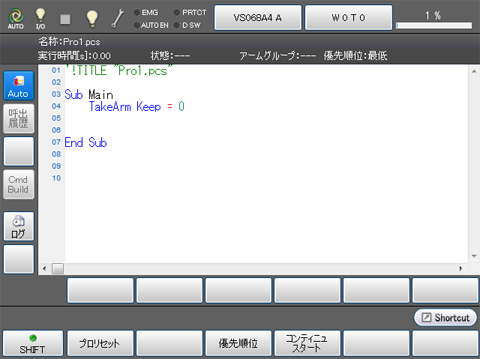 AUTO I/O EMG PRTCT AUTO EN D SW VS068A4 A W 0 T 0 1 %
名称:Pro1.pcs
実行時間[s]:0.00 状態:--- アームグループ:--- 優先順位:最低
01 '!TITLE "Pro1.pcs"
02
03 Sub Main
04 TakeArm Keep = 0
05
06
07 End Sub
08
09
10
Auto
呼出
履歴
Cmd
Build
ログ
Shortcut
SHIFT プロリセット 優先順位 コンティニュ
スタート